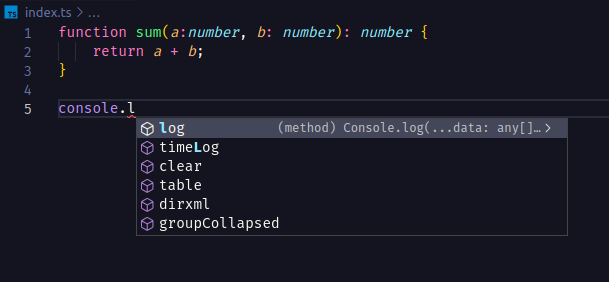 TS index.ts > ...
1 function sum(a:number, b: number): number {
2 return a + b;
3 }
4
5 console.l
log (method) Console.log(...data: any[]… >
timeLog
clear
table
dirxml
groupCollapsed